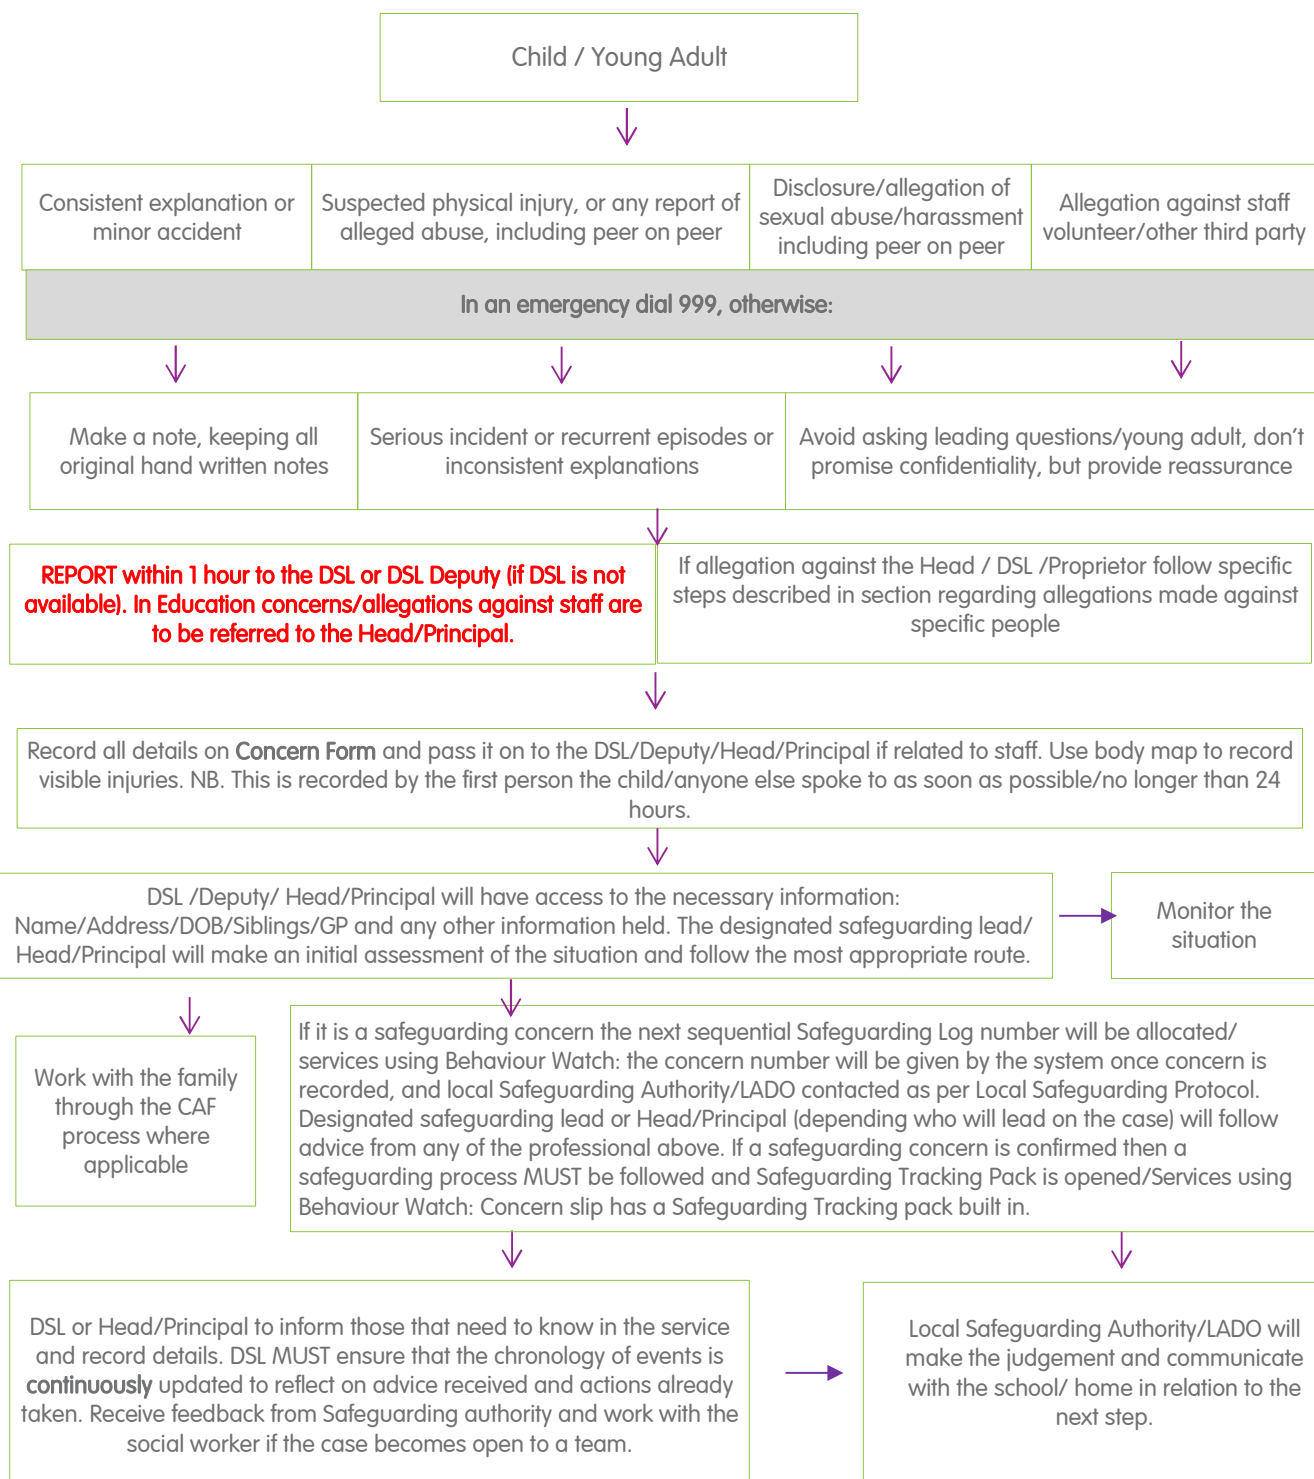 Child / Young Adult
Consistent explanation or
minor accident
Suspected physical injury, or any report of
alleged abuse, including peer on peer
Disclosure/allegation of
sexual abuse/harassment
including peer on peer
Allegation against staff
volunteer/other third party
In an emergency dial 999, otherwise:
Make a note, keeping all
original hand written notes
Serious incident or recurrent episodes or
inconsistent explanations
Avoid asking leading questions/young adult, don't
promise confidentiality, but provide reassurance
REPORT within 1 hour to the DSL or DSL Deputy (if DSL is not
available). In Education concerns/allegations against staff are
to be referred to the Head/Principal.
If allegation against the Head / DSL /Proprietor follow specific
steps described in section regarding allegations made against
specific people
Record all details on Concern Form and pass it on to the DSL/Deputy/Head/Principal if related to staff. Use body map to record
visible injuries. NB. This is recorded by the first person the child/anyone else spoke to as soon as possible/no longer than 24
hours.
DSL /Deputy/ Head/Principal will have access to the necessary information:
Name/Address/DOB/Siblings/GP and any other information held. The designated safeguarding lead/
Head/Principal will make an initial assessment of the situation and follow the most appropriate route.
Monitor the
situation
Work with the family
through the CAF
process where
applicable
If it is a safeguarding concern the next sequential Safeguarding Log number will be allocated/
services using Behaviour Watch: the concern number will be given by the system once concern is
recorded, and local Safeguarding Authority/LADO contacted as per Local Safeguarding Protocol.
Designated safeguarding lead or Head/Principal (depending who will lead on the case) will follow
advice from any of the professional above. If a safeguarding concern is confirmed then a
safeguarding process MUST be followed and Safeguarding Tracking Pack is opened/Services using
Behaviour Watch: Concern slip has a Safeguarding Tracking pack built in.
DSL or Head/Principal to inform those that need to know in the service
and record details. DSL MUST ensure that the chronology of events is
continuously updated to reflect on advice received and actions already
taken. Receive feedback from Safeguarding authority and work with the
social worker if the case becomes open to a team.
Local Safeguarding Authority/LADO will
make the judgement and communicate
with the school/ home in relation to the
next step.